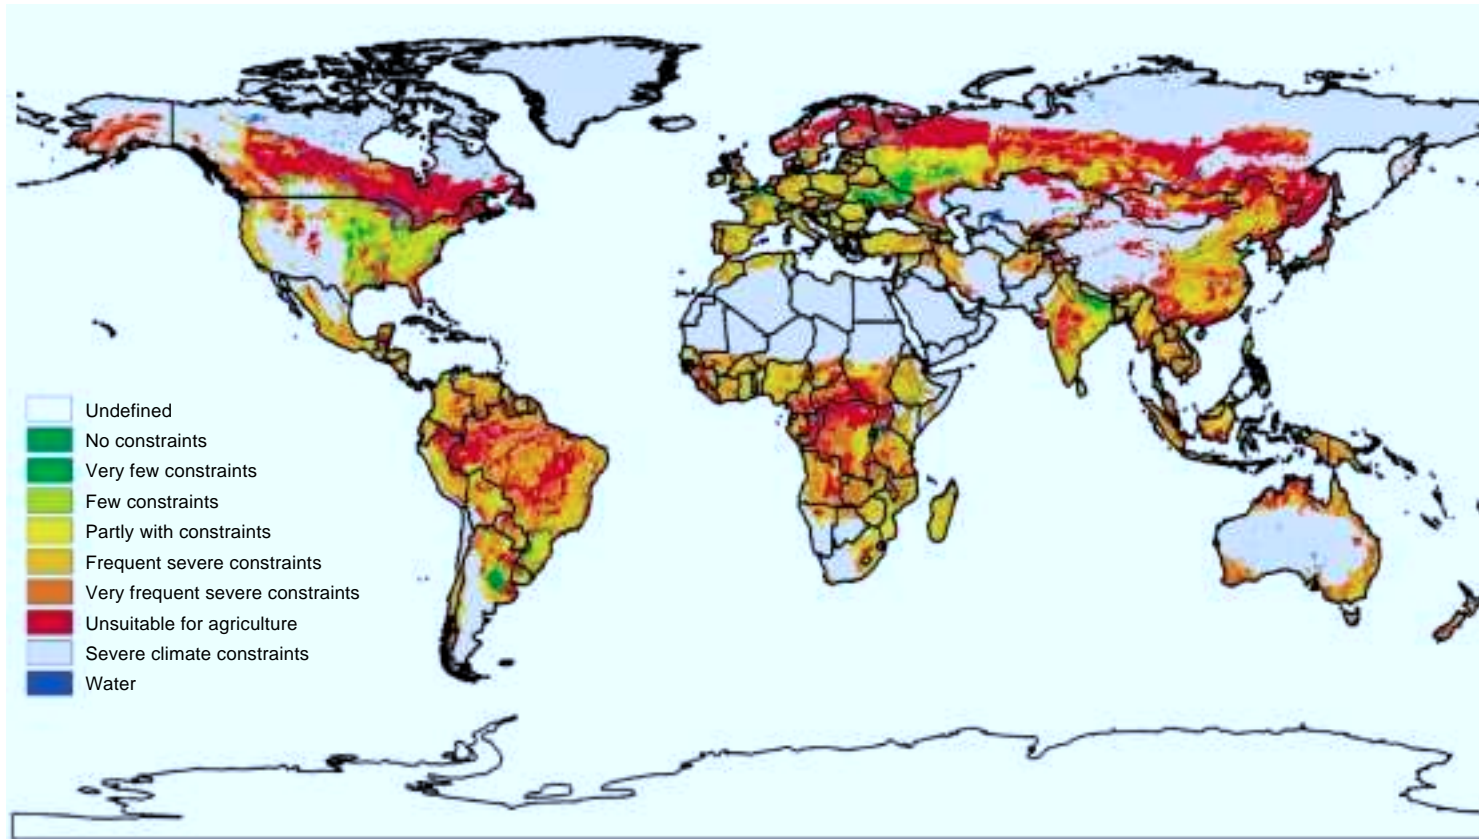 Undefined
No constraints
Very few constraints
Few constraints
Partly with constraints
Frequent severe constraints
Very frequent severe constraints
Unsuitable for agriculture
Severe climate constraints
Water